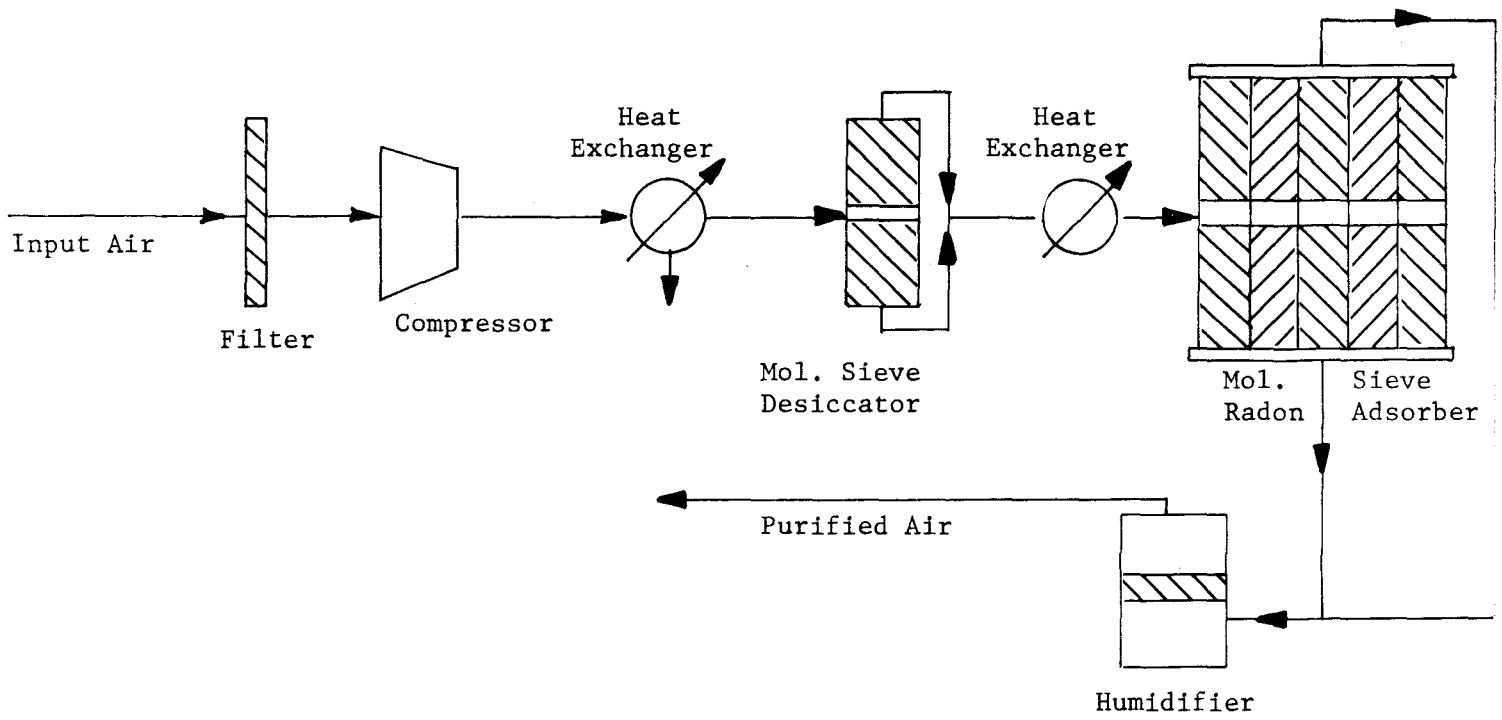 Input Air
Filter
Compressor
Heat
Exchanger
Mol. Sieve
Desiccator
Heat
Exchanger
Mol. Sieve
Radon Adsorber
Purified Air
Humidifier